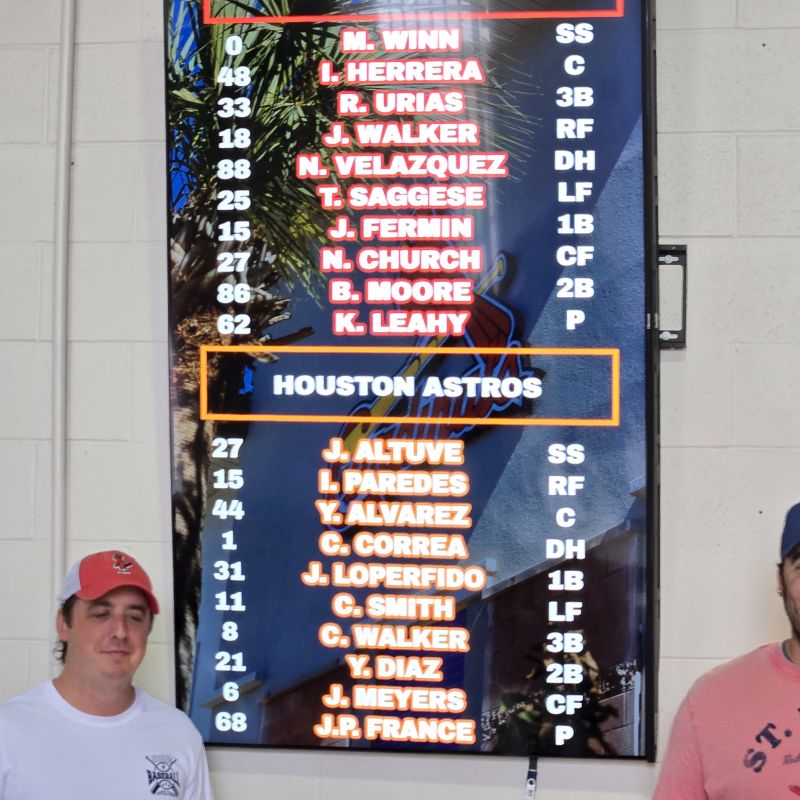 0 M. WINN SS
48 I. HERRERA C
33 R. URIAS 3B
18 J. WALKER RF
88 N. VELAZQUEZ DH
25 T. SAGGESE LF
15 J. FERMIN 1B
27 N. CHURCH CF
86 B. MOORE 2B
62 K. LEAHY P
HOUSTON ASTROS
27 J. ALTUVE SS
15 I. PAREDES RF
44 Y. ALVAREZ C
1 C. CORREA DH
31 J. LOPERFIDO 1B
11 C. SMITH LF
8 C. WALKER 3B
21 Y. DIAZ 2B
6 J. MEYERS CF
68 J.P. FRANCE P
BASEBALL
ST.